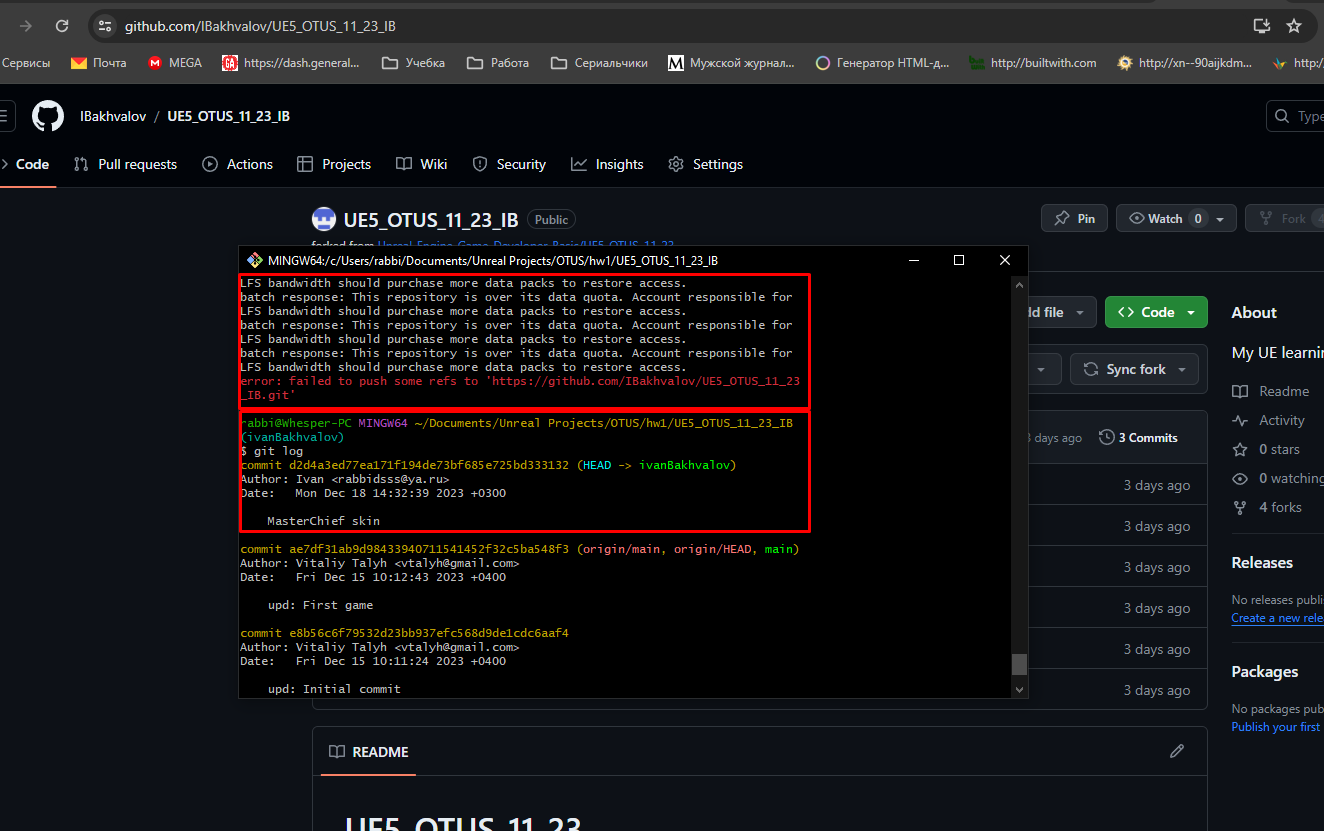 github.com/IBakhvalov/UE5_OTUS_11_23_IB
Сервисы Почта MEGA https://dash.general... Учебка Работа Сериальчики Мужской журнал... Генератор HTML-д... http://builtwith.com http://xn--90aijkdm... http:/
IBakhvalov / UE5_OTUS_11_23_IB Type
Code Pull requests Actions Projects Wiki Security Insights Settings
UE5_OTUS_11_23_IB Public Pin Watch 0 Fork 4
forked from Unreal-Engine-Game-Developer-Basic/UE5_OTUS_11_23
MINGW64:/c/Users/rabbi/Documents/Unreal Projects/OTUS/hw1/UE5_OTUS_11_23_IB
LFS bandwidth should purchase more data packs to restore access.
batch response: This repository is over its data quota. Account responsible for
LFS bandwidth should purchase more data packs to restore access.
batch response: This repository is over its data quota. Account responsible for
LFS bandwidth should purchase more data packs to restore access.
batch response: This repository is over its data quota. Account responsible for
LFS bandwidth should purchase more data packs to restore access.
error: failed to push some refs to 'https://github.com/IBakhvalov/UE5_OTUS_11_23
_IB.git'
rabbi@Whesper-PC MINGW64 ~/Documents/Unreal Projects/OTUS/hw1/UE5_OTUS_11_23_IB
(ivanBakhvalov)
$ git log
commit d2d4a3ed77ea171f194de73bf685e725bd333132 (HEAD -> ivanBakhvalov)
Author: Ivan <rabbidsss@ya.ru>
Date: Mon Dec 18 14:32:39 2023 +0300
MasterChief skin
commit ae7df31ab9d98433940711541452f32c5ba548f3 (origin/main, origin/HEAD, main)
Author: Vitaliy Talyh <vtalyh@gmail.com>
Date: Fri Dec 15 10:12:43 2023 +0400
upd: First game
commit e8b56c6f79532d23bb937efc568d9de1cdc6aaf4
Author: Vitaliy Talyh <vtalyh@gmail.com>
Date: Fri Dec 15 10:11:24 2023 +0400
upd: Initial commit
dd file Code
Sync fork
3 days ago 3 Commits
3 days ago
3 days ago
3 days ago
3 days ago
3 days ago
3 days ago
README
UE5_OTUS_11_23
About
My UE learnin
Readme
Activity
0 stars
0 watching
4 forks
Releases
No releases publi
Create a new rele
Packages
No packages pub
Publish your first